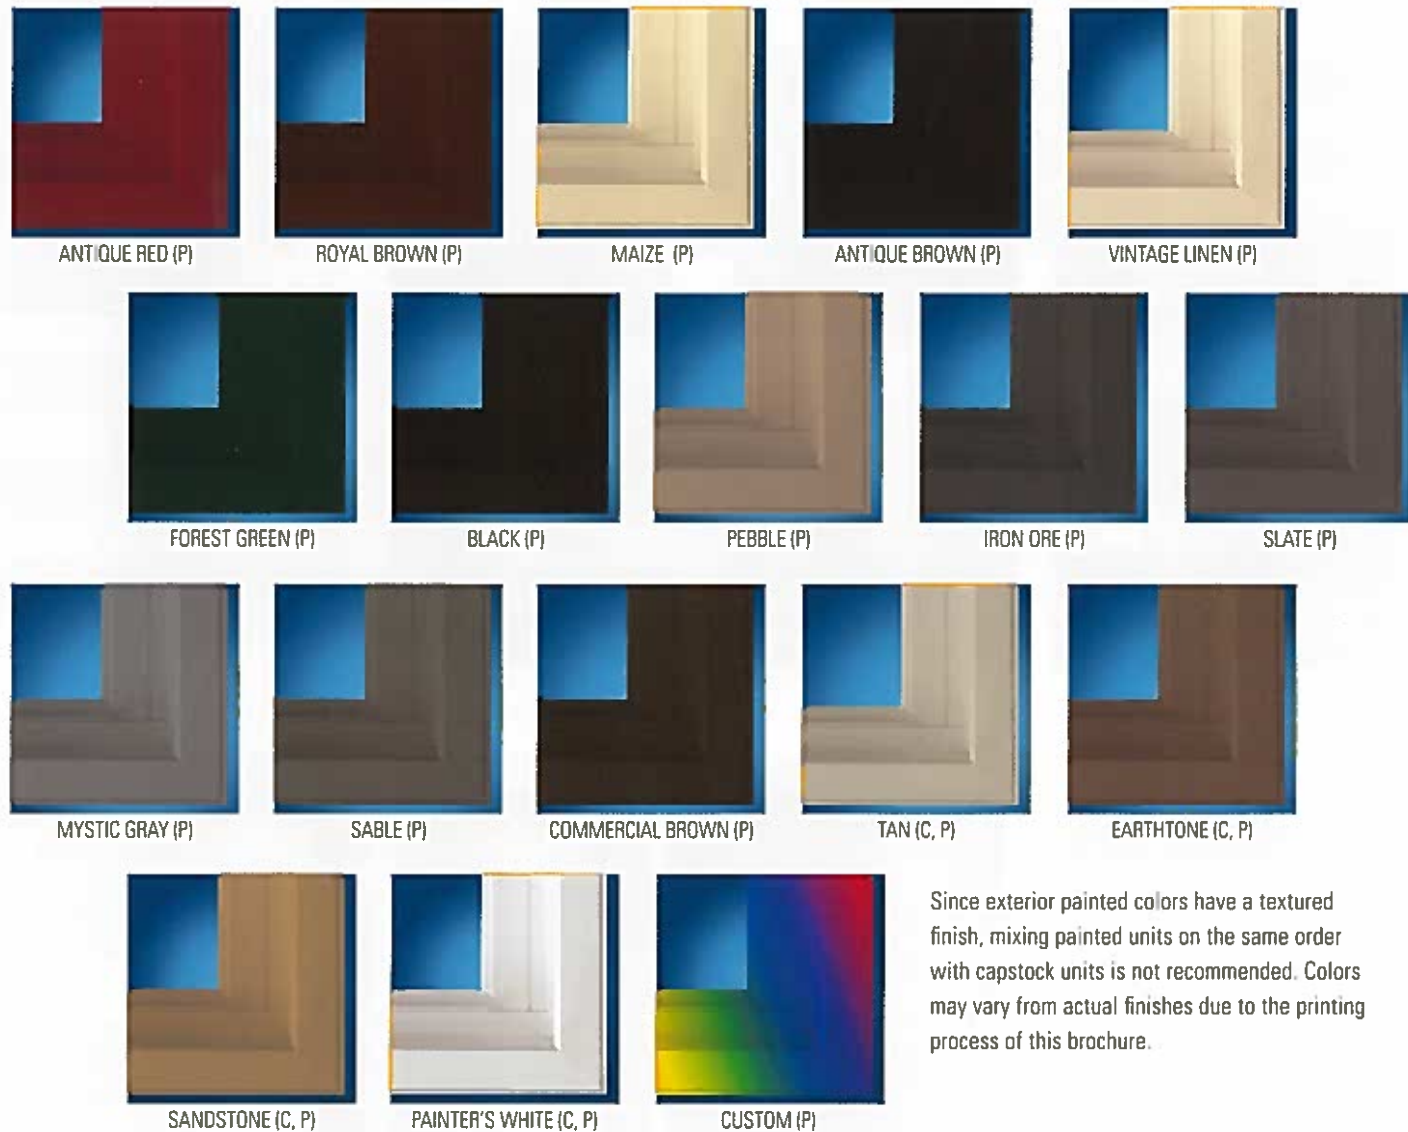 ANTIQUE RED (P)
ROYAL BROWN (P)
MAIZE (P)
ANTIQUE BROWN (P)
VINTAGE LINEN (P)
FOREST GREEN (P)
BLACK (P)
PEBBLE (P)
IRON ORE (P)
SLATE (P)
MYSTIC GRAY (P)
SABLE (P)
COMMERCIAL BROWN (P)
TAN (C, P)
EARTHTONE (C, P)
SANDSTONE (C, P)
PAINTER'S WHITE (C, P)
CUSTOM (P)
Since exterior painted colors have a textured
finish, mixing painted units on the same order
with capstock units is not recommended. Colors
may vary from actual finishes due to the printing
process of this brochure.